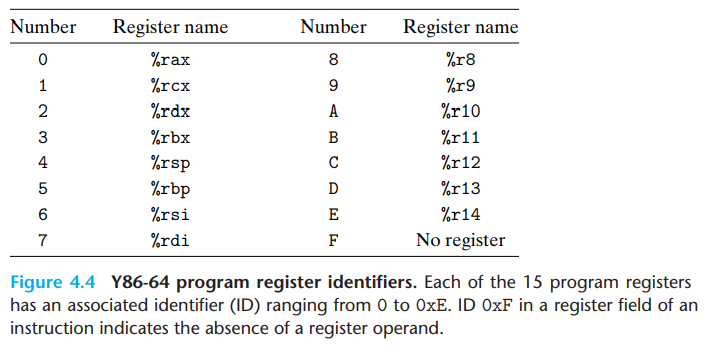 Number Register name Number Register name
0 %rax 8 %r8
1 %rcx 9 %r9
2 %rdx A %r10
3 %rbx B %r11
4 %rsp C %r12
5 %rbp D %r13
6 %rsi E %r14
7 %rdi F No register
Figure 4.4 Y86-64 program register identifiers. Each of the 15 program registers
has an associated identifier (ID) ranging from 0 to 0xE. ID 0xF in a register field of an
instruction indicates the absence of a register operand.